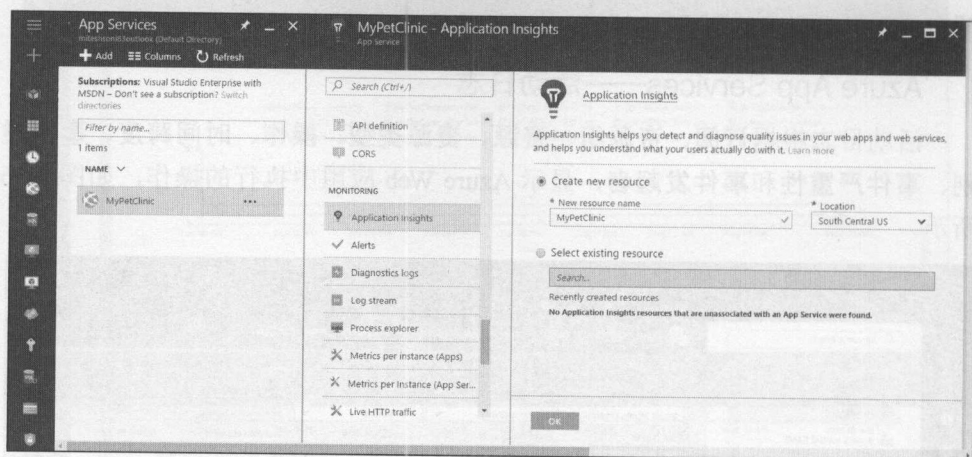 App Services
(Default Directory)
Add Columns Refresh
Subscriptions: Visual Studio Enterprise with
MSDN – Don't see a subscription? Switch
directories
Filter by name...
1 items
NAME
MyPetClinic ...
MyPetClinic - Application Insights
App Service
Search (Ctrl+/)
API definition
CORS
MONITORING
Application Insights
Alerts
Diagnostics logs
Log stream
Process explorer
Metrics per instance (Apps)
Metrics per Instance (App Ser...
Live HTTP traffic
Application Insights
Application Insights helps you detect and diagnose quality issues in your web apps and web services,
and helps you understand what your users actually do with it. Learn more
Create new resource
* New resource name
MyPetClinic
* Location
South Central US
Select existing resource
Search...
Recently created resources
No Application Insights resources that are unassociated with an App Service were found.
OK